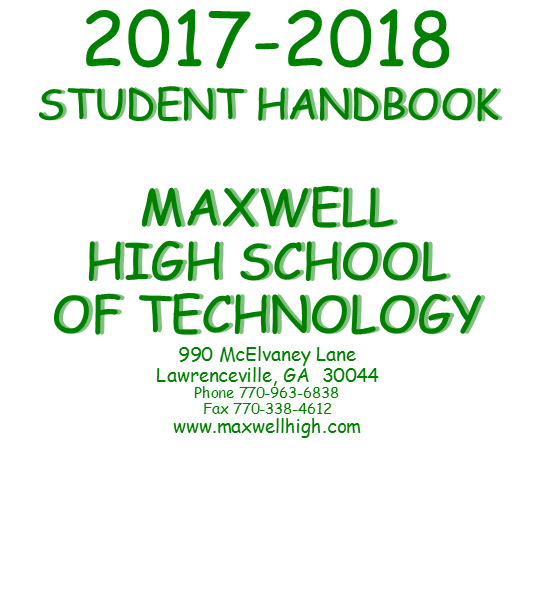 2017-2018
STUDENT HANDBOOK
MAXWELL
HIGH SCHOOL
OF TECHNOLOGY
990 McElvaney Lane
Lawrenceville, GA  30044
Phone 770-963-6838
Fax 770-338-4612
www.maxwellhigh.com